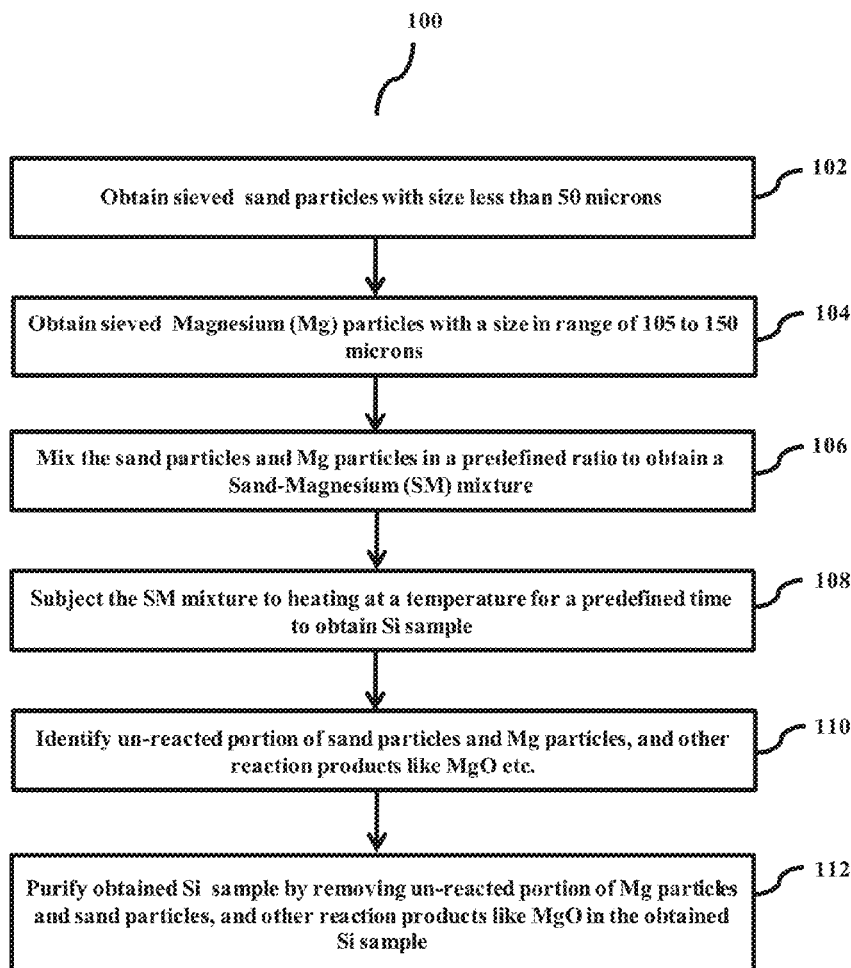 100
102
Obtain sieved sand particles with size less than 50 microns
104
Obtain sieved Magnesium (Mg) particles with a size in range of 105 to 150
microns
106
Mix the sand particles and Mg particles in a predefined ratio to obtain a
Sand-Magnesium (SM) mixture
108
Subject the SM mixture to heating at a temperature for a predefined time
to obtain Si sample
110
Identify un-reacted portion of sand particles and Mg particles, and other
reaction products like MgO etc.
112
Purify obtained Si sample by removing un-reacted portion of Mg particles
and sand particles, and other reaction products like MgO in the obtained
Si sample